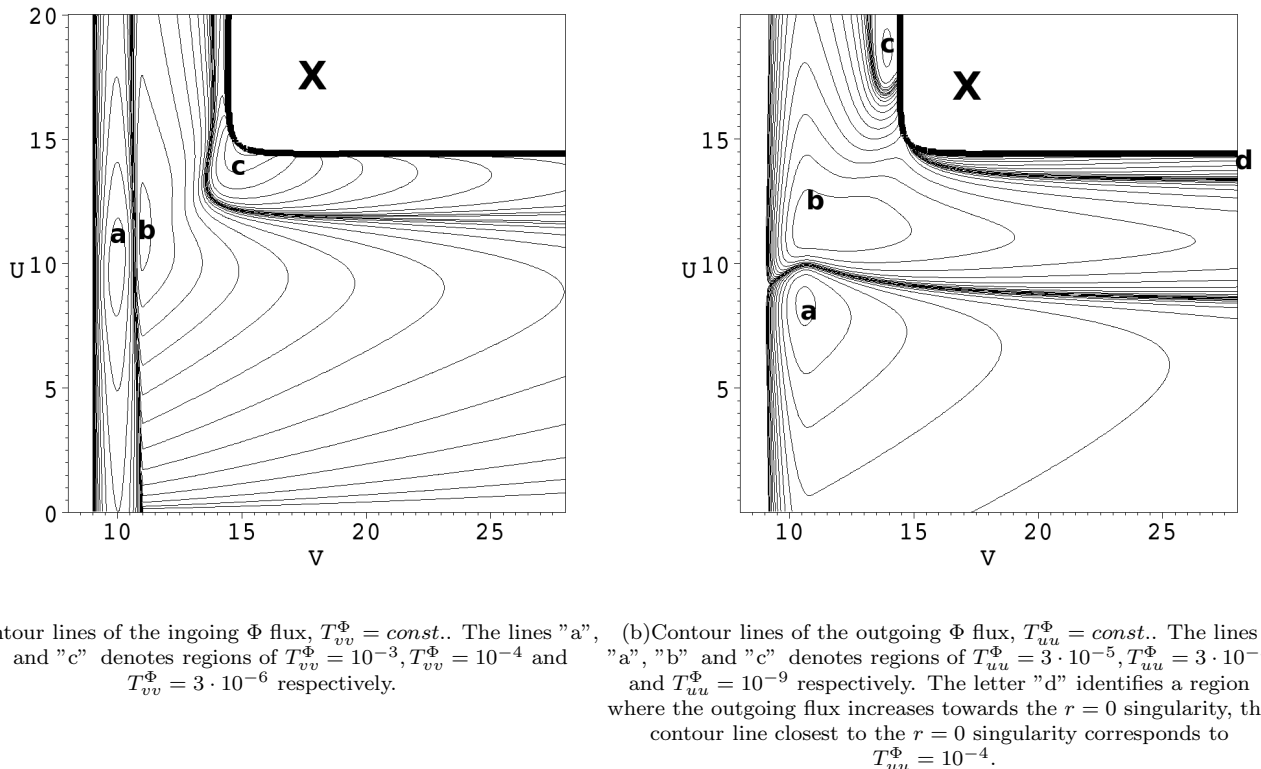 20
15
10
5
0
U
10 15 20 25
V
a
b
c
X
20
15
10
5
0
U
10 15 20 25
V
a
b
c
d
X
ntour lines of the ingoing Φ flux, $T^{\Phi}_{vv} = const.$. The lines ”a”,
and ”c” denotes regions of $T^{\Phi}_{vv} = 10^{-3}, T^{\Phi}_{vv} = 10^{-4}$ and
$T^{\Phi}_{vv} = 3 \cdot 10^{-6}$ respectively.
(b)Contour lines of the outgoing Φ flux, $T^{\Phi}_{uu} = const.$. The lines
”a”, ”b” and ”c” denotes regions of $T^{\Phi}_{uu} = 3 \cdot 10^{-5}, T^{\Phi}_{uu} = 3 \cdot 10^{-}$
and $T^{\Phi}_{uu} = 10^{-9}$ respectively. The letter ”d” identifies a region
where the outgoing flux increases towards the $r = 0$ singularity, th
contour line closest to the $r = 0$ singularity corresponds to
$T^{\Phi}_{uu} = 10^{-4}$.